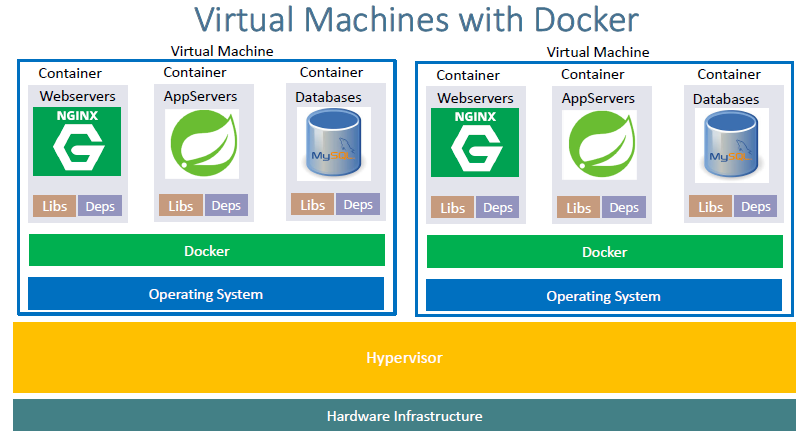 Virtual Machines with Docker
Virtual Machine
Container
Container
Container
Webservers
AppServers
Databases
NGINX
MySQL
Libs
Deps
Libs
Deps
Libs
Deps
Docker
Operating System
Virtual Machine
Container
Container
Container
Webservers
AppServers
Databases
NGINX
MySQL
Libs
Deps
Libs
Deps
Libs
Deps
Docker
Operating System
Hypervisor
Hardware Infrastructure